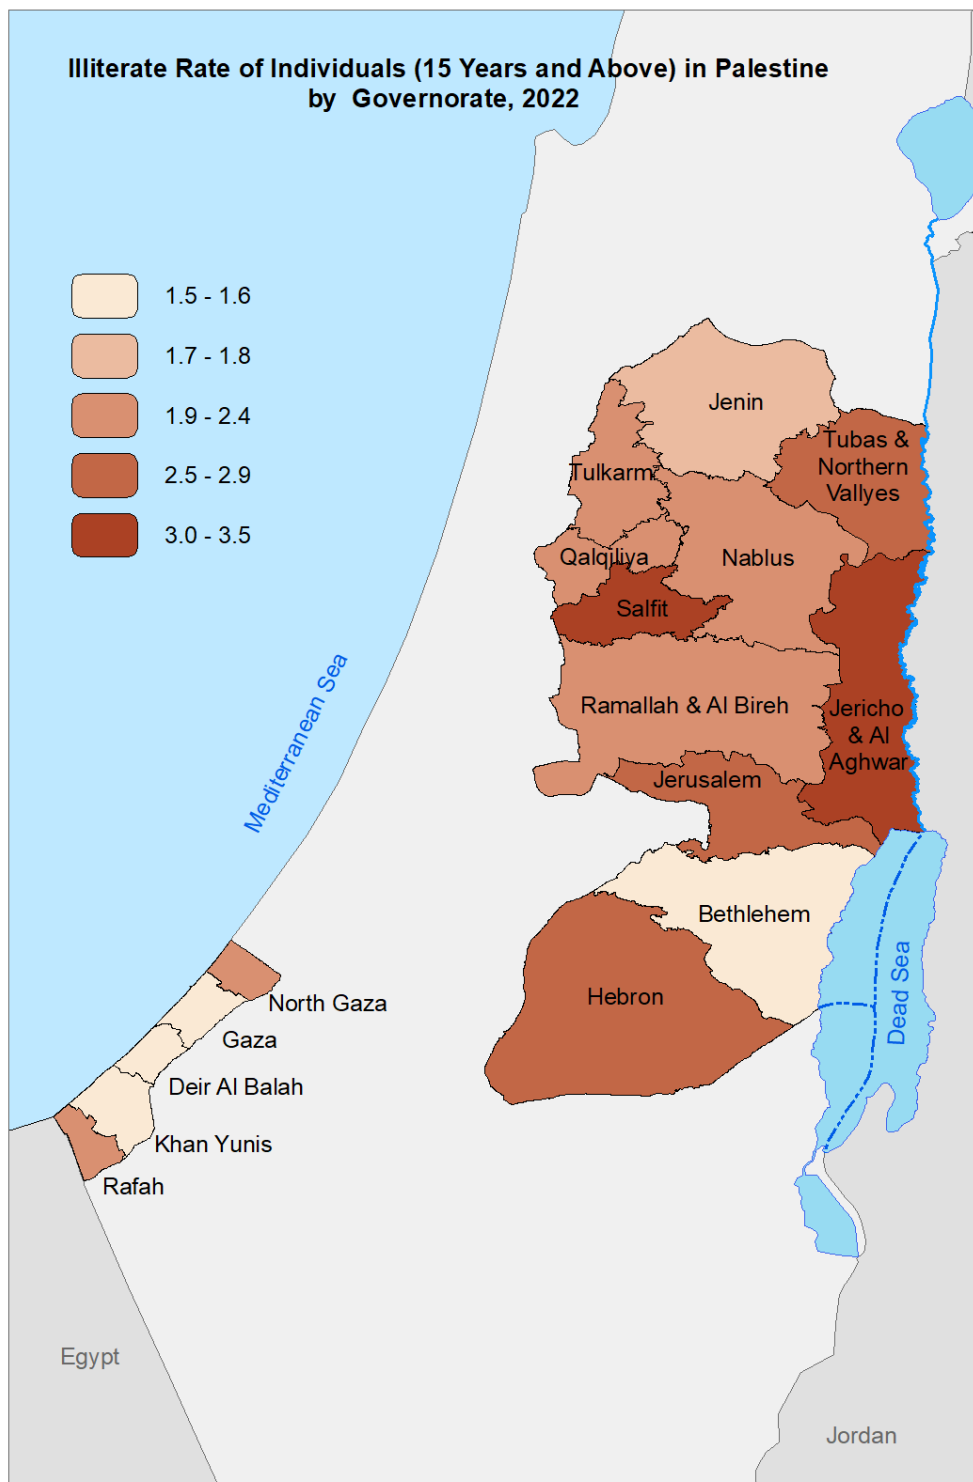 Illiterate Rate of Individuals (15 Years and Above) in Palestine
by Governorate, 2022
1.5 - 1.6
1.7 - 1.8
1.9 - 2.4
2.5 - 2.9
3.0 - 3.5
Jenin
Tubas &
Northern
Vallyes
Tulkarm
Qalqiliya
Nablus
Salfit
Ramallah & Al Bireh
Jericho
& Al
Aghwar
Jerusalem
Mediterranean Sea
Bethlehem
Hebron
Dead Sea
North Gaza
Gaza
Deir Al Balah
Khan Yunis
Rafah
Egypt
Jordan